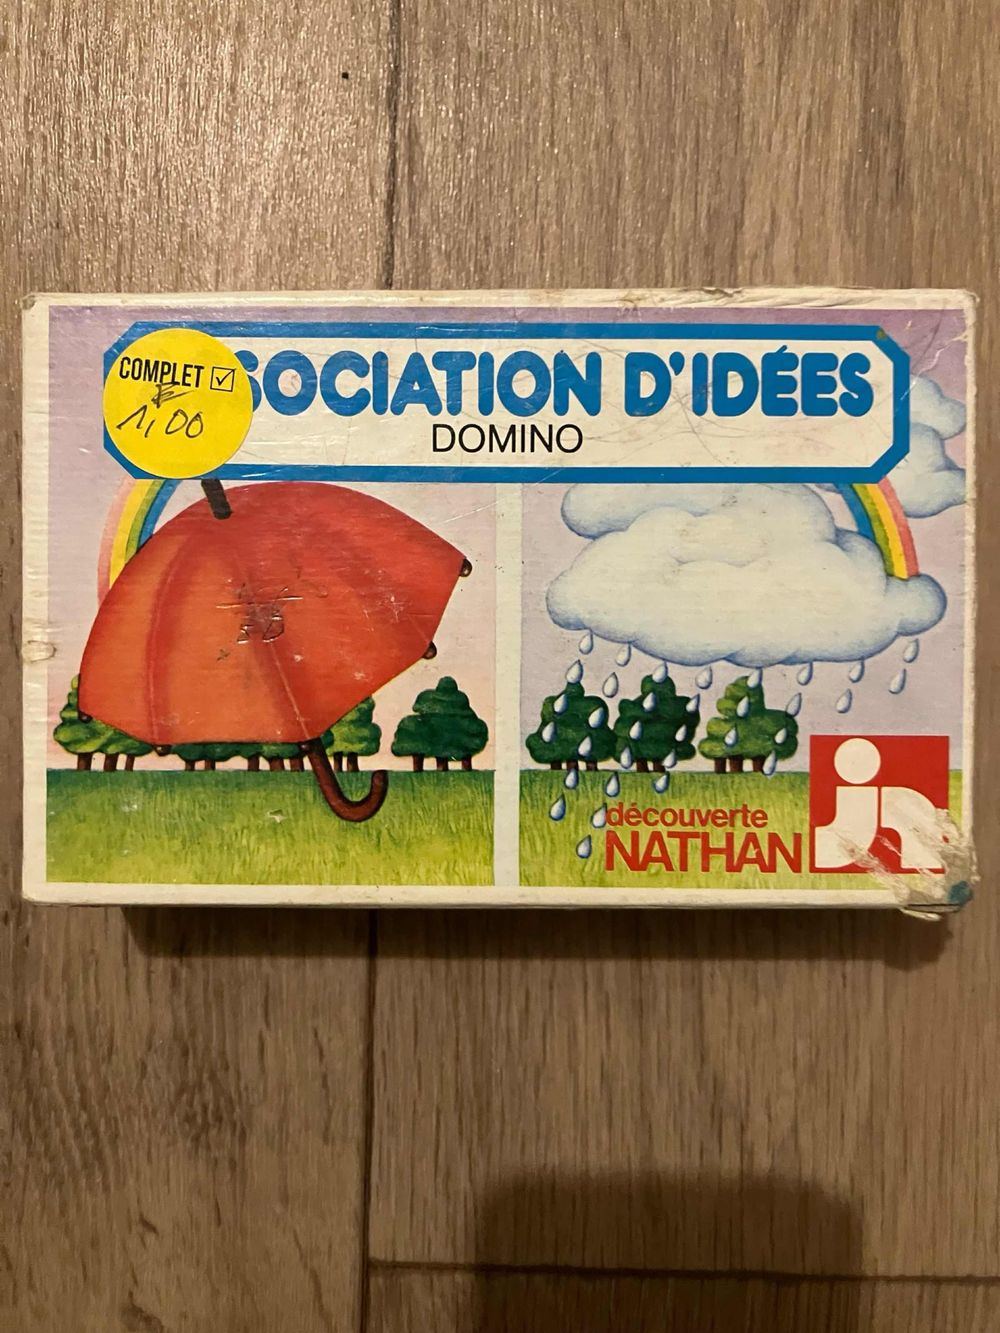 COMPLET ☑
1,00
SOCIATION D'IDÉES
DOMINO
découverte
NATHAN